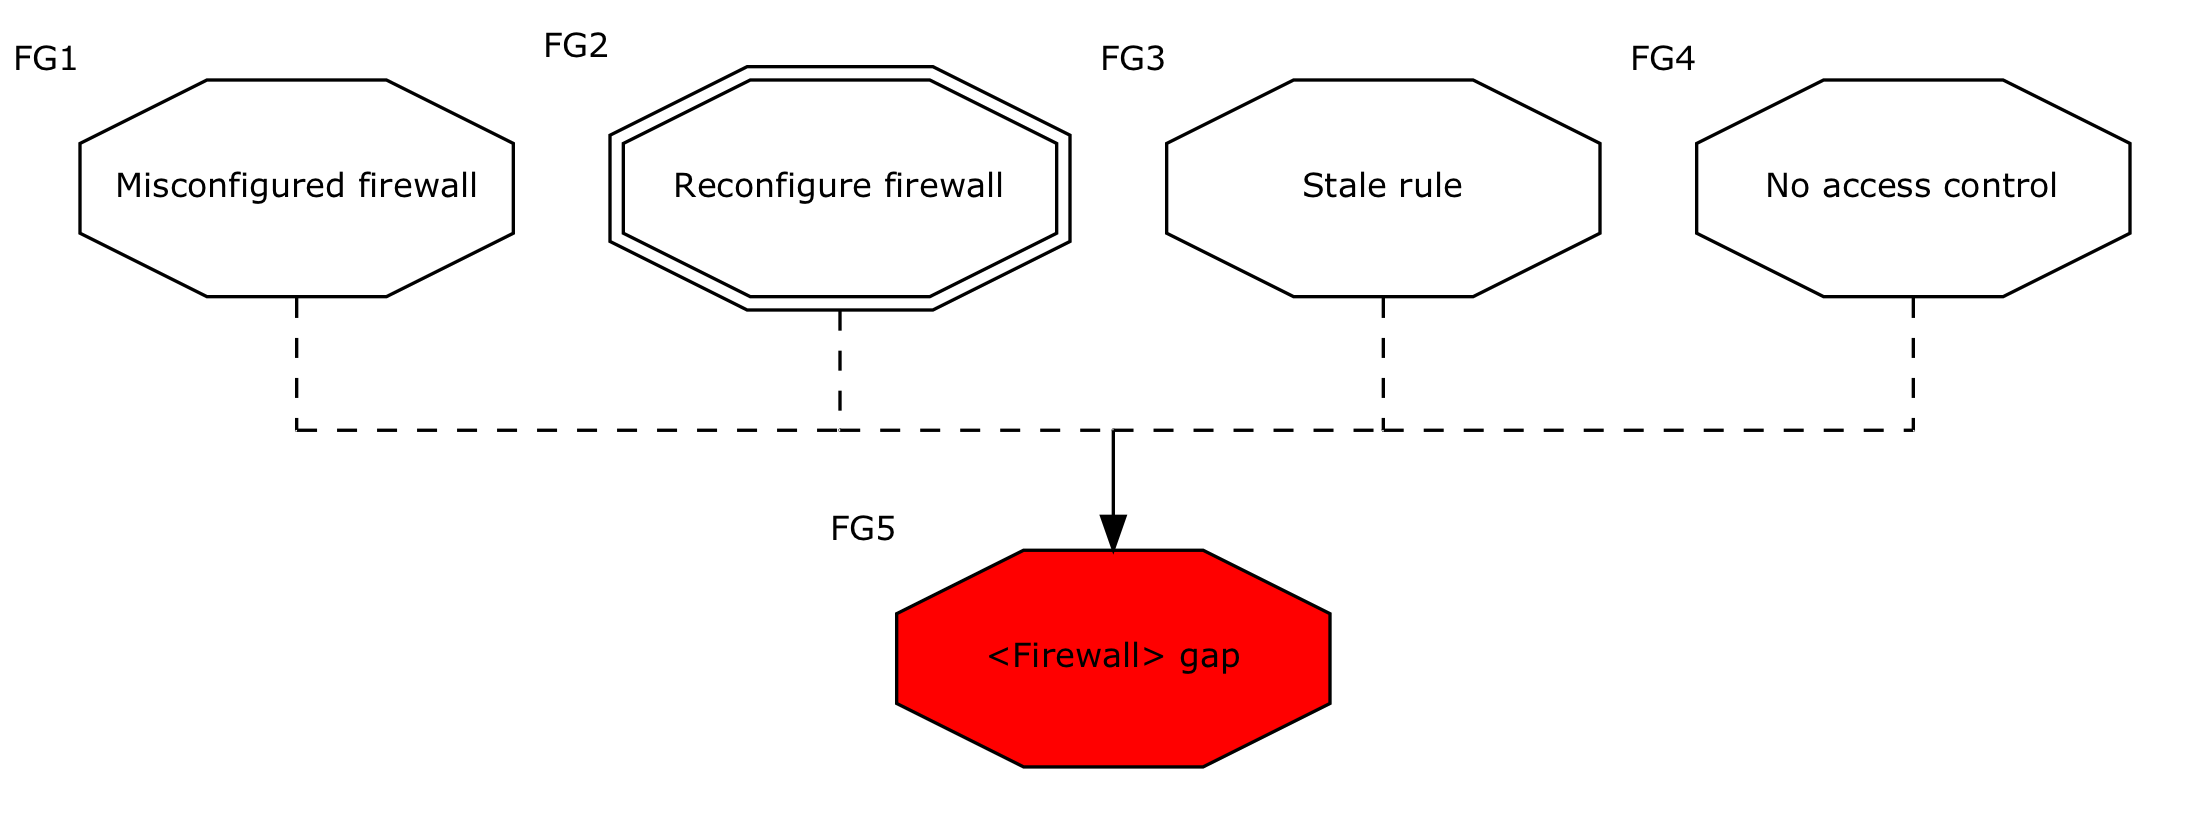 FG1
FG2
FG3
FG4
Misconfigured firewall
Reconfigure firewall
Stale rule
No access control
FG5
<Firewall> gap